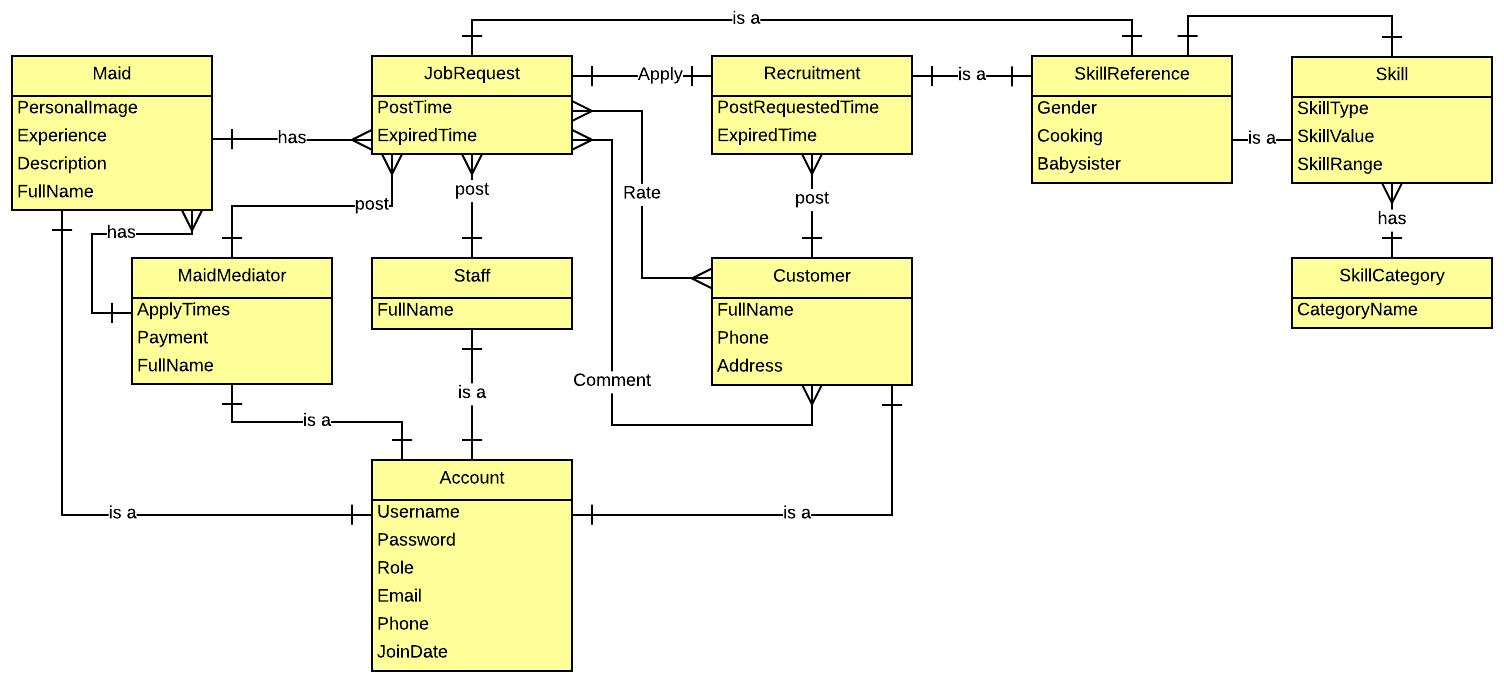 is a
Maid
PersonalImage
Experience
Description
FullName
has
JobRequest
PostTime
ExpiredTime
Apply
Recruitment
PostRequestedTime
ExpiredTime
is a
SkillReference
Gender
Cooking
Babysister
is a
Skill
SkillType
SkillValue
SkillRange
has
post
post
Rate
post
has
MaidMediator
ApplyTimes
Payment
FullName
Staff
FullName
Customer
FullName
Phone
Address
SkillCategory
CategoryName
is a
is a
Comment
is a
Account
Username
Password
Role
Email
Phone
JoinDate
is a